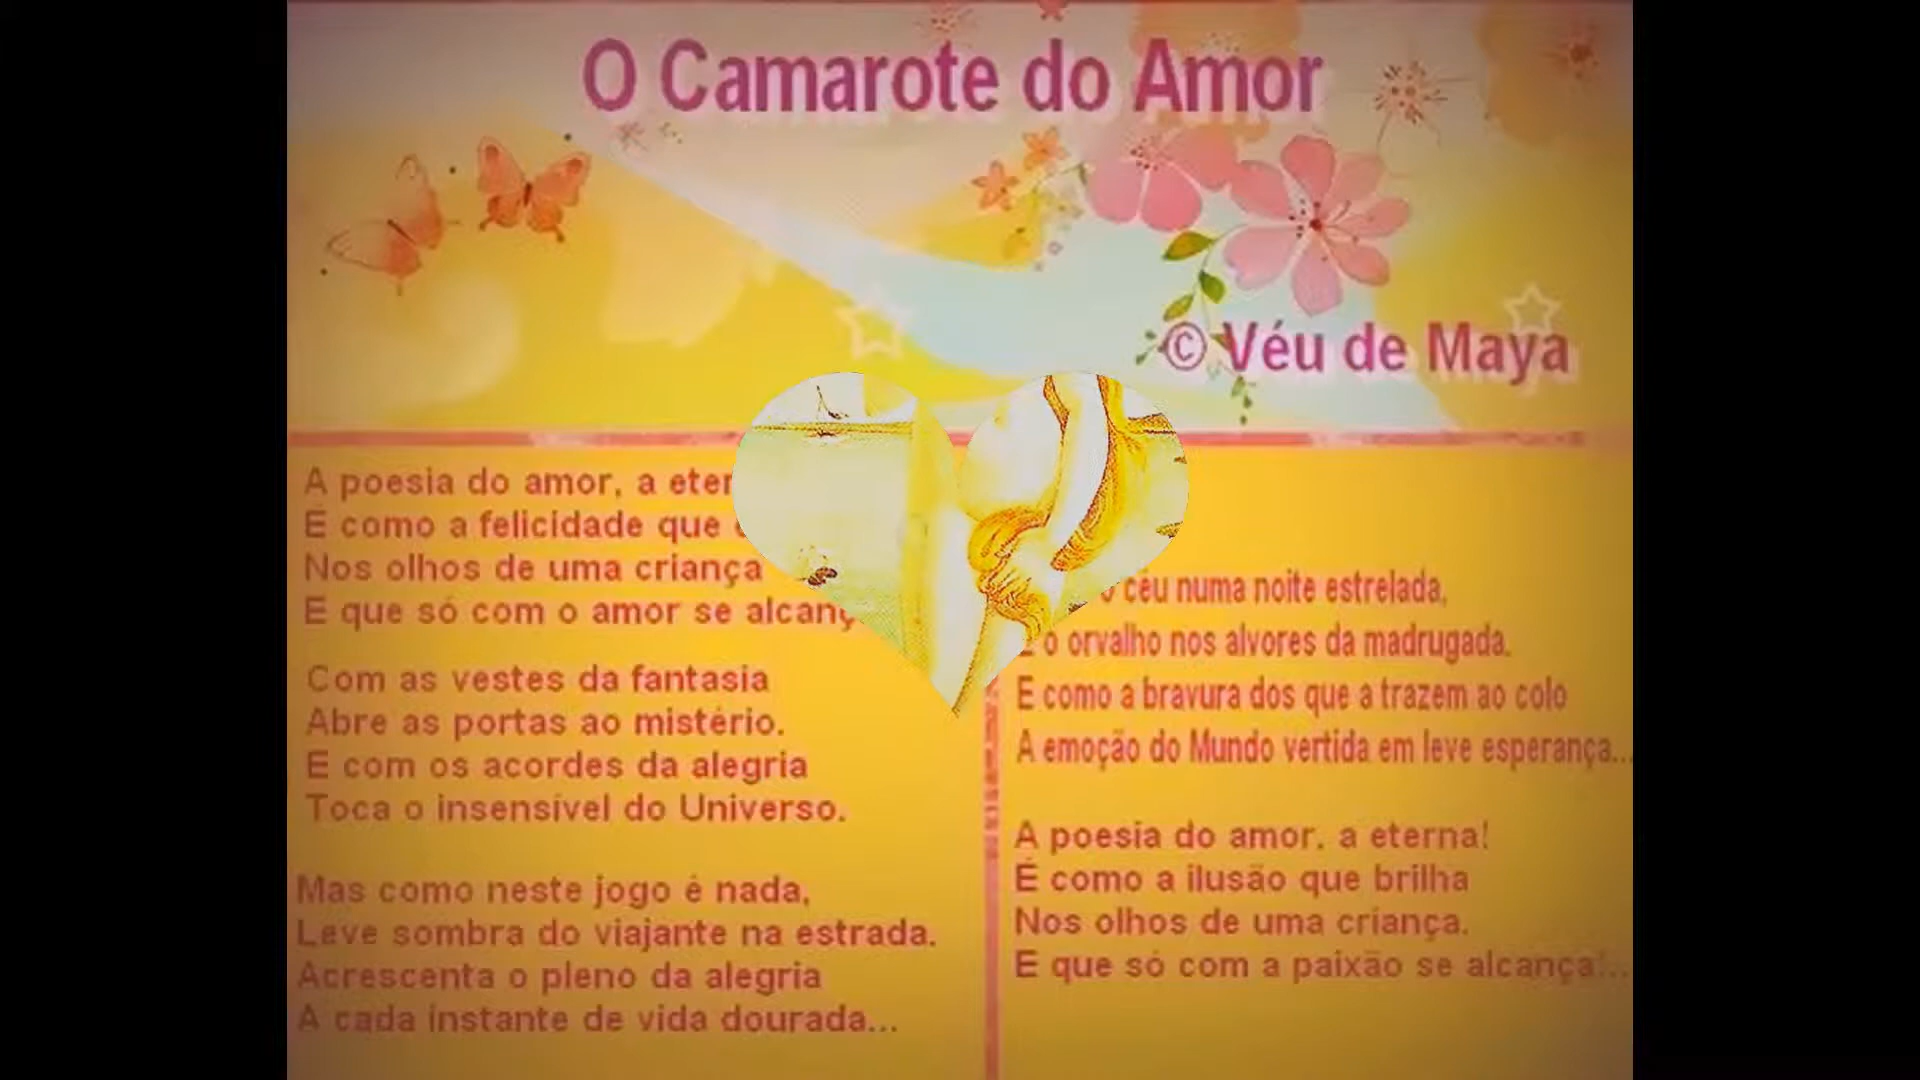 O Camarote do Amor
© Véu de Maya
A poesia do amor, a
É como a felicidade que
Nos olhos de uma criança
E que só com o amor se
Com as vestes da fantasia
Abre as portas ao mistério.
E com os acordes da alegria
Toca o insensível do Universo.
Mas como neste jogo é nada,
Leve sombra do viajante na estrada.
Acrescenta o pleno da alegria
A cada instante de vida dourada...
o céu numa noite estrelada,
o orvalho nos alvores da madrugada.
E como a bravura dos que a trazem ao colo
A emoção do Mundo vertida em leve esperança...
A poesia do amor, a eterna!
É como a ilusão que brilha
Nos olhos de uma criança.
E que só com a paixão se alcança!...